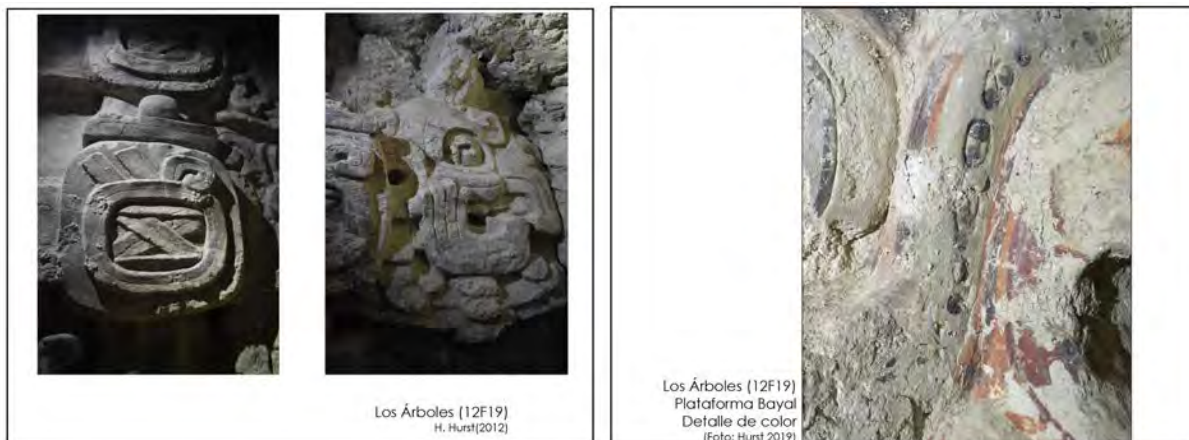 Los Árboles (12F19)
H. Hurst(2012)
Los Árboles (12F19)
Plataforma Bayal
Detalle de color
(Foto: Hurst 2019)